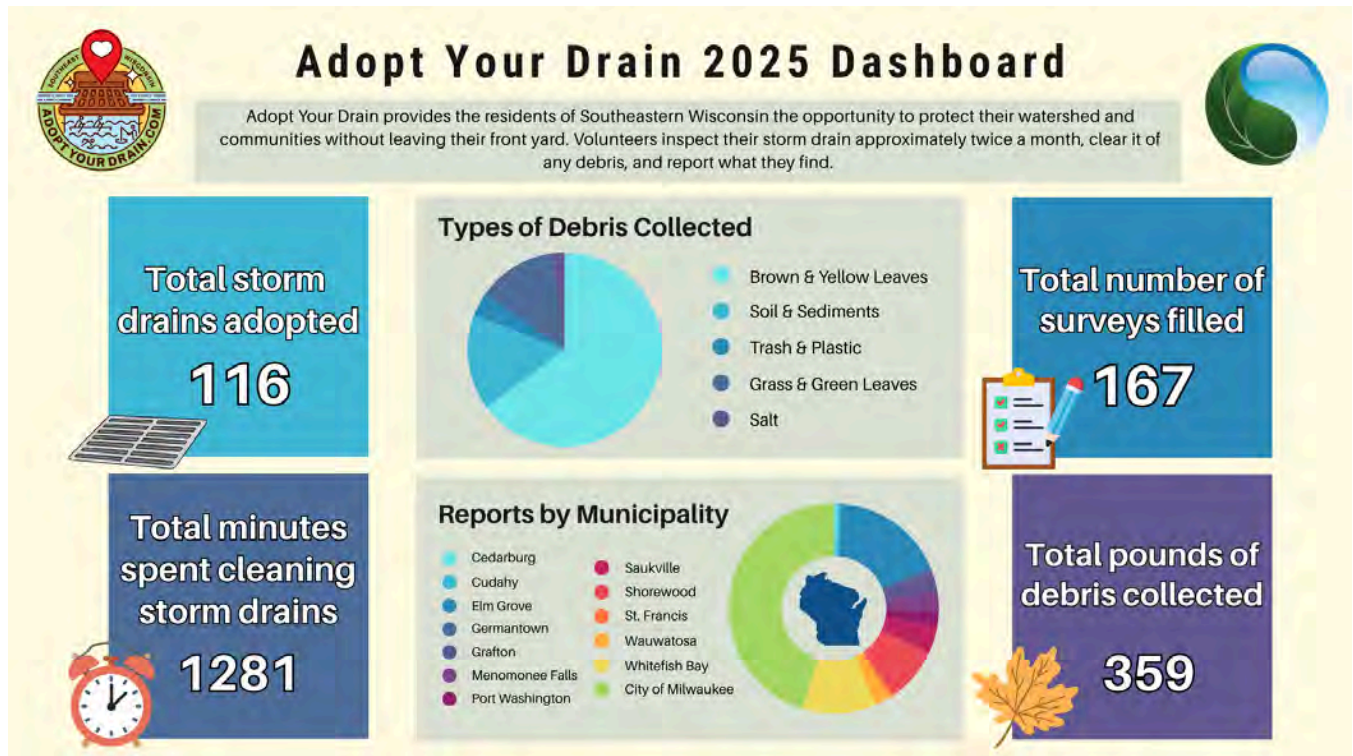 Adopt Your Drain 2025 Dashboard
SOUTHEAST WISCONSIN
ADOPT YOUR DRAIN.COM
Adopt Your Drain provides the residents of Southeastern Wisconsin the opportunity to protect their watershed and
communities without leaving their front yard. Volunteers inspect their storm drain approximately twice a month, clear it of
any debris, and report what they find.
Total storm
drains adopted
116
Types of Debris Collected
Brown & Yellow Leaves
Soil & Sediments
Trash & Plastic
Grass & Green Leaves
Salt
Total number of
surveys filled
167
Total minutes
spent cleaning
storm drains
1281
Reports by Municipality
Cedarburg
Cudahy
Elm Grove
Germantown
Grafton
Menomonee Falls
Port Washington
Saukville
Shorewood
St. Francis
Wauwatosa
Whitefish Bay
City of Milwaukee
Total pounds of
debris collected
359